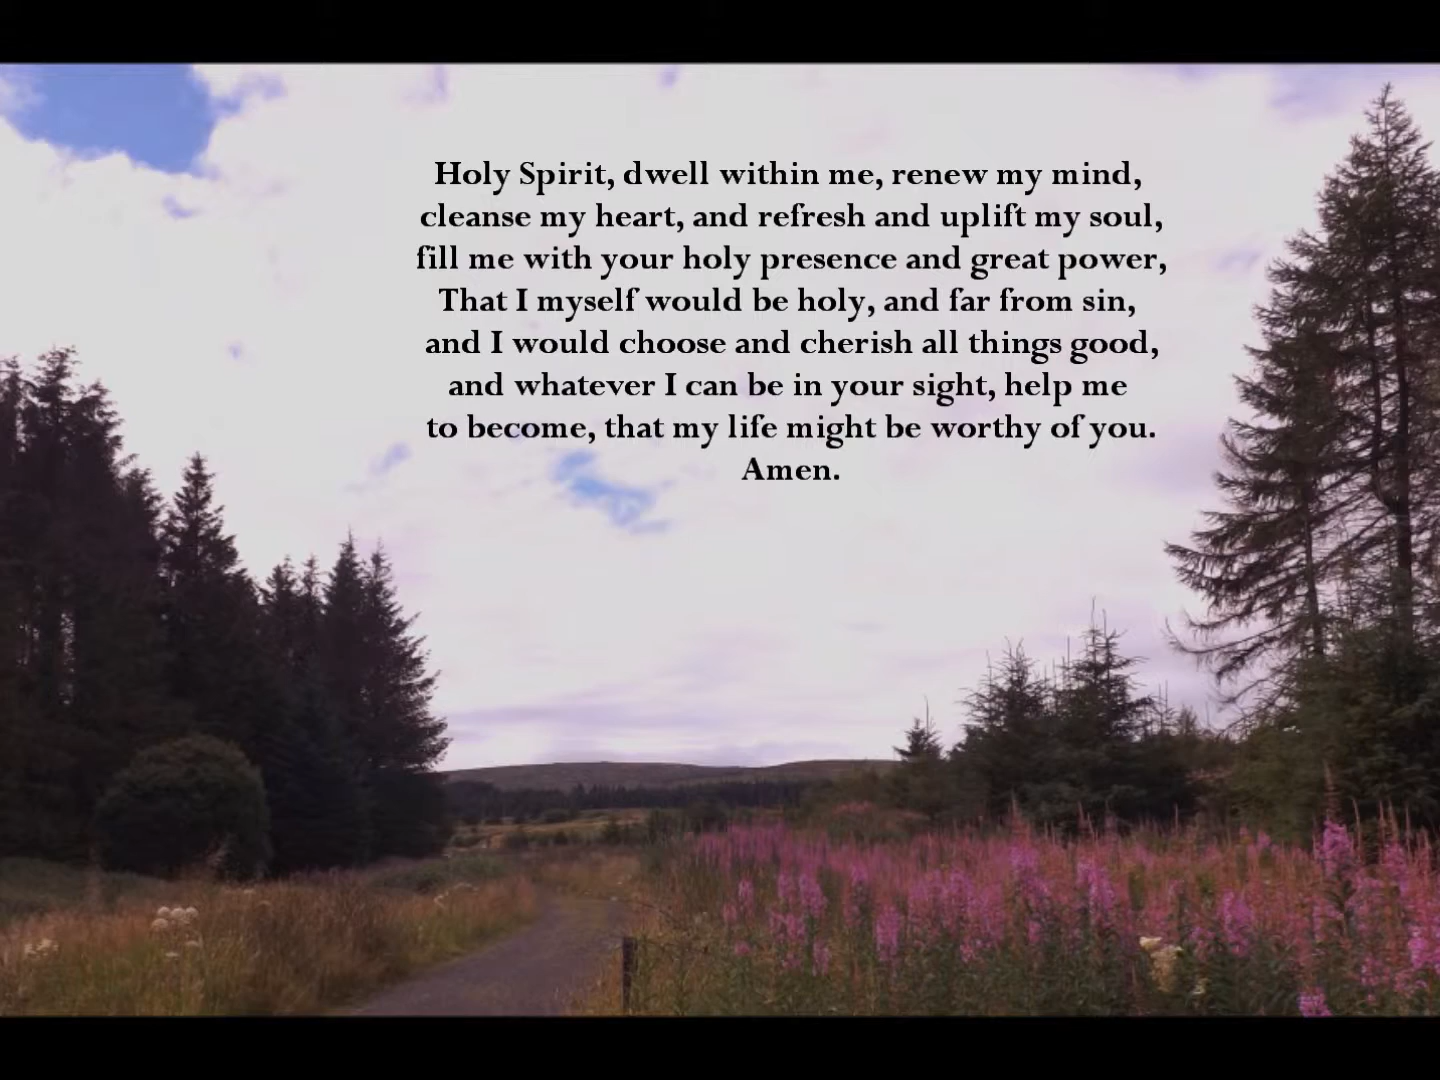 Holy Spirit, dwell within me, renew my mind,
cleanse my heart, and refresh and uplift my soul,
fill me with your holy presence and great power,
That I myself would be holy, and far from sin,
and I would choose and cherish all things good,
and whatever I can be in your sight, help me
to become, that my life might be worthy of you.
Amen.